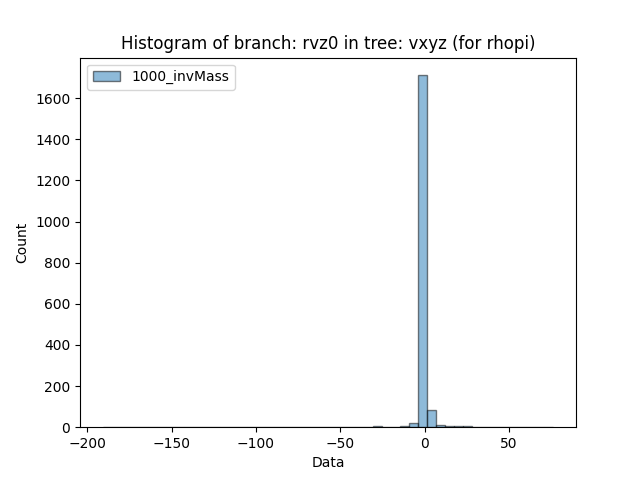 Histogram of branch: rvz0 in tree: vxyz (for rhopi)
1000_invMass
1600
1400
1200
1000
800
600
400
200
0
Count
−200 −150 −100 −50 0 50
Data